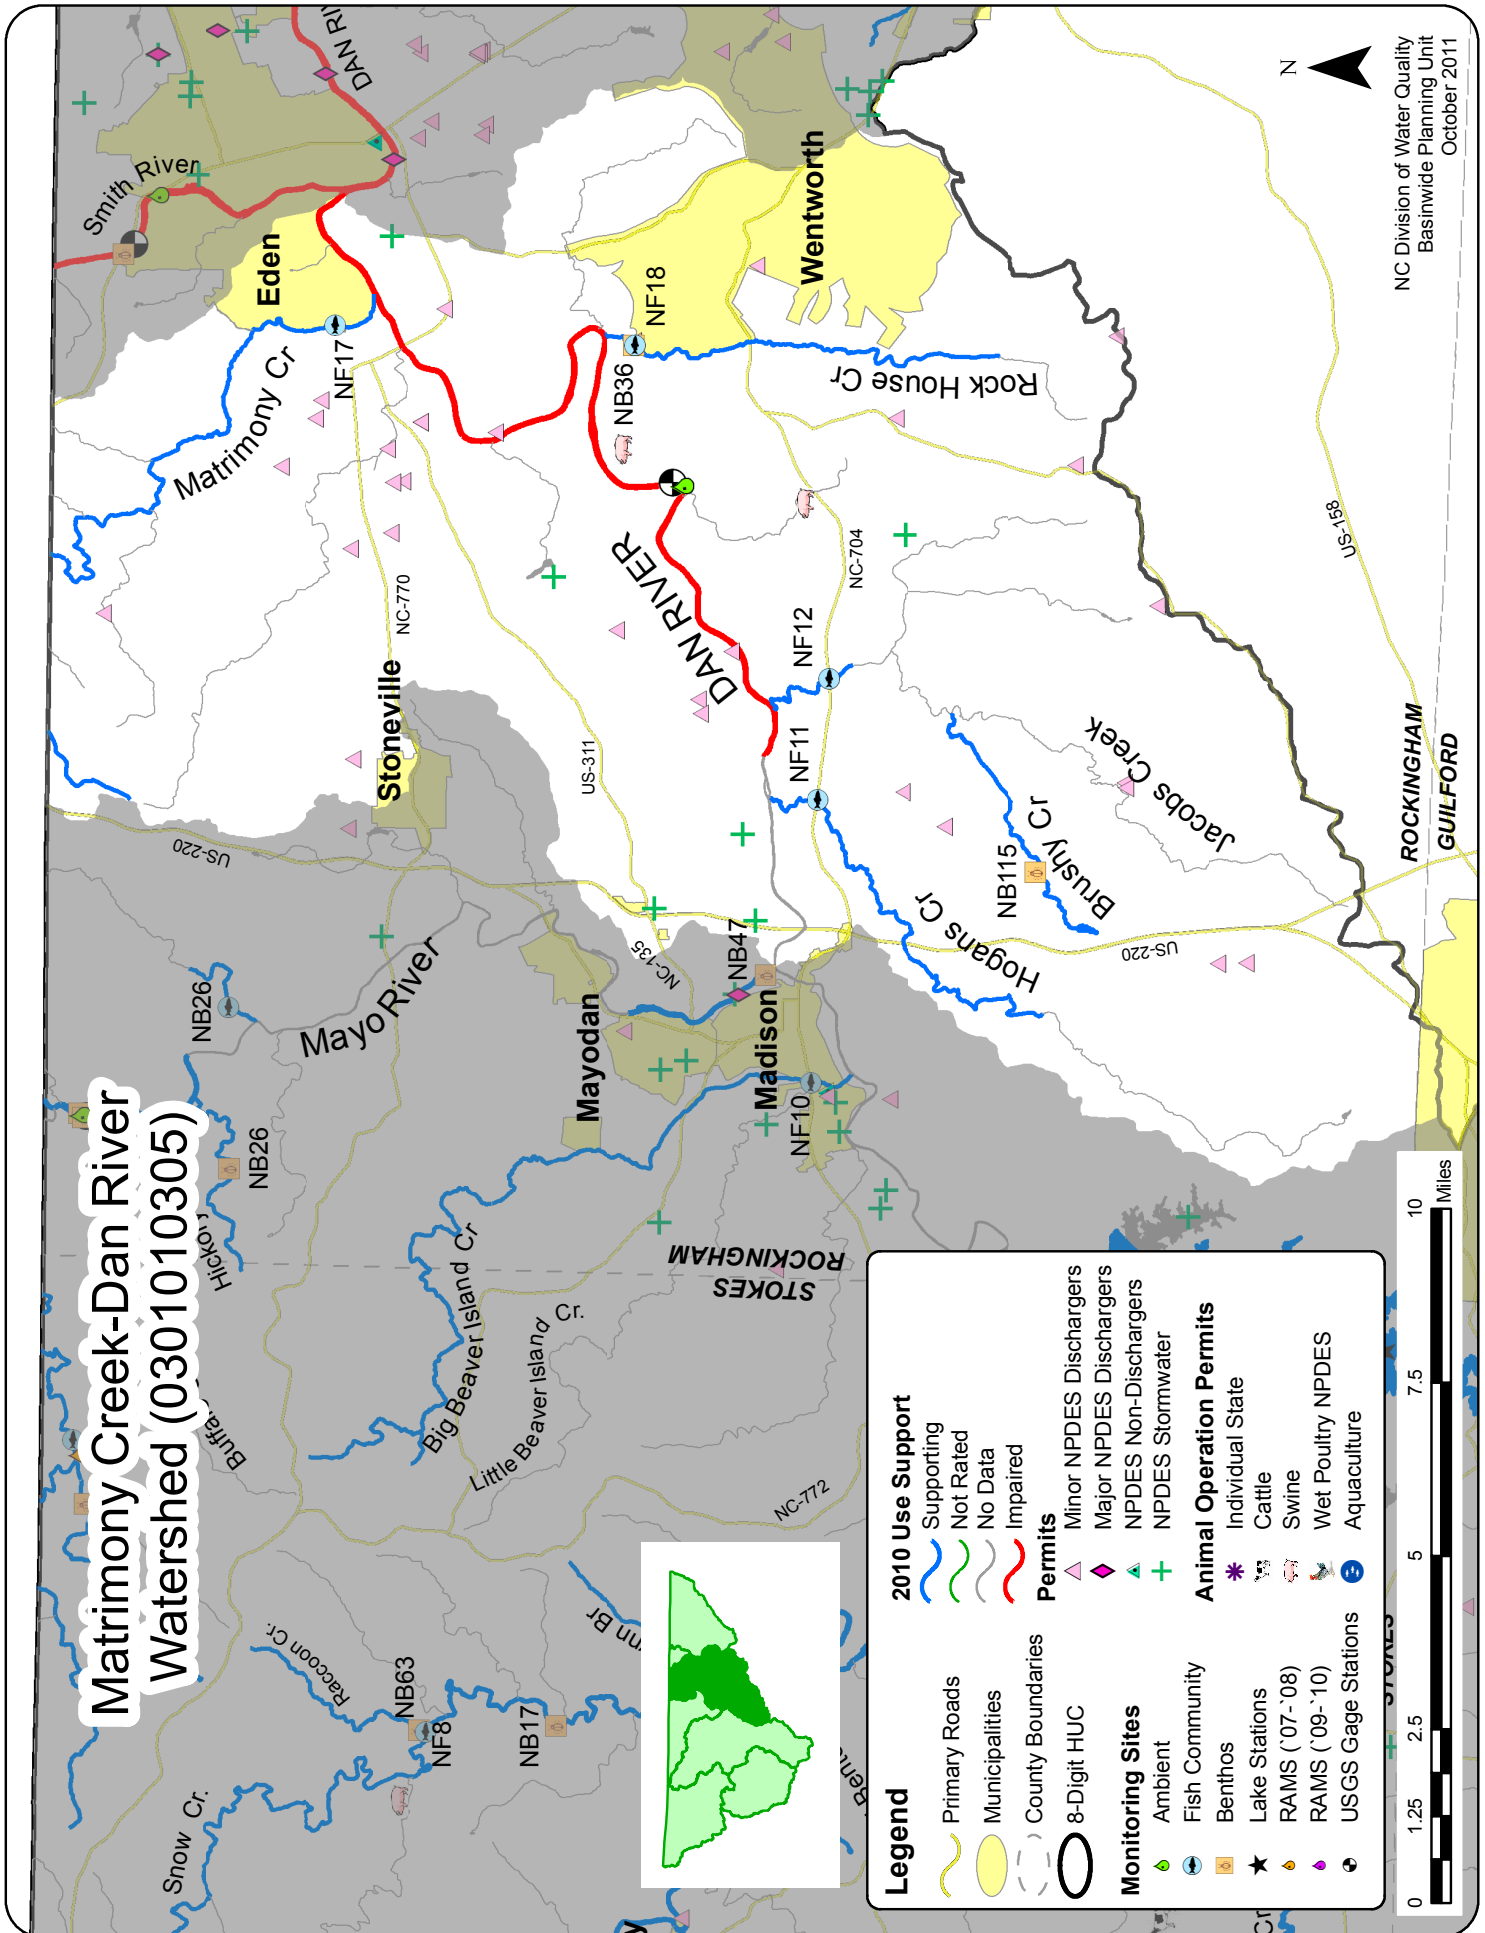 Matrimony Creek-Dan River
Watershed (0301010305)
Smith River
DAN RI
Eden
Matrimony Cr
NF17
NC-770
Stoneville
US-220
US-311
DAN RIVER
NB36
NF18
Wentworth
Rock House Cr
NC-704
NF12
NF11
Hogans Cr
NB115
Brushy Cr
Jacobs Creek
US-220
US-158
ROCKINGHAM
GUILFORD
NB26
Mayo River
NB26
Hickory
Buffal
Mayodan
NC-135
NB47
Madison
NF10
Big Beaver Island Cr
Little Beaver Island Cr.
STOKES
ROCKINGHAM
NC-772
Raccoon Cr.
NB63
NF8
NB17
Snow Cr.
nn Br
Cr
N
NC Division of Water Quality
Basinwide Planning Unit
October 2011
Legend
Primary Roads
Municipalities
County Boundaries
8-Digit HUC
Monitoring Sites
Ambient
Fish Community
Benthos
Lake Stations
RAMS (`07-`08)
RAMS (`09-`10)
USGS Gage Stations
2010 Use Support
Supporting
Not Rated
No Data
Impaired
Permits
Minor NPDES Dischargers
Major NPDES Dischargers
NPDES Non-Dischargers
NPDES Stormwater
Animal Operation Permits
Individual State
Cattle
Swine
Wet Poultry NPDES
Aquaculture
0 1.25 2.5 5 7.5 10
Miles